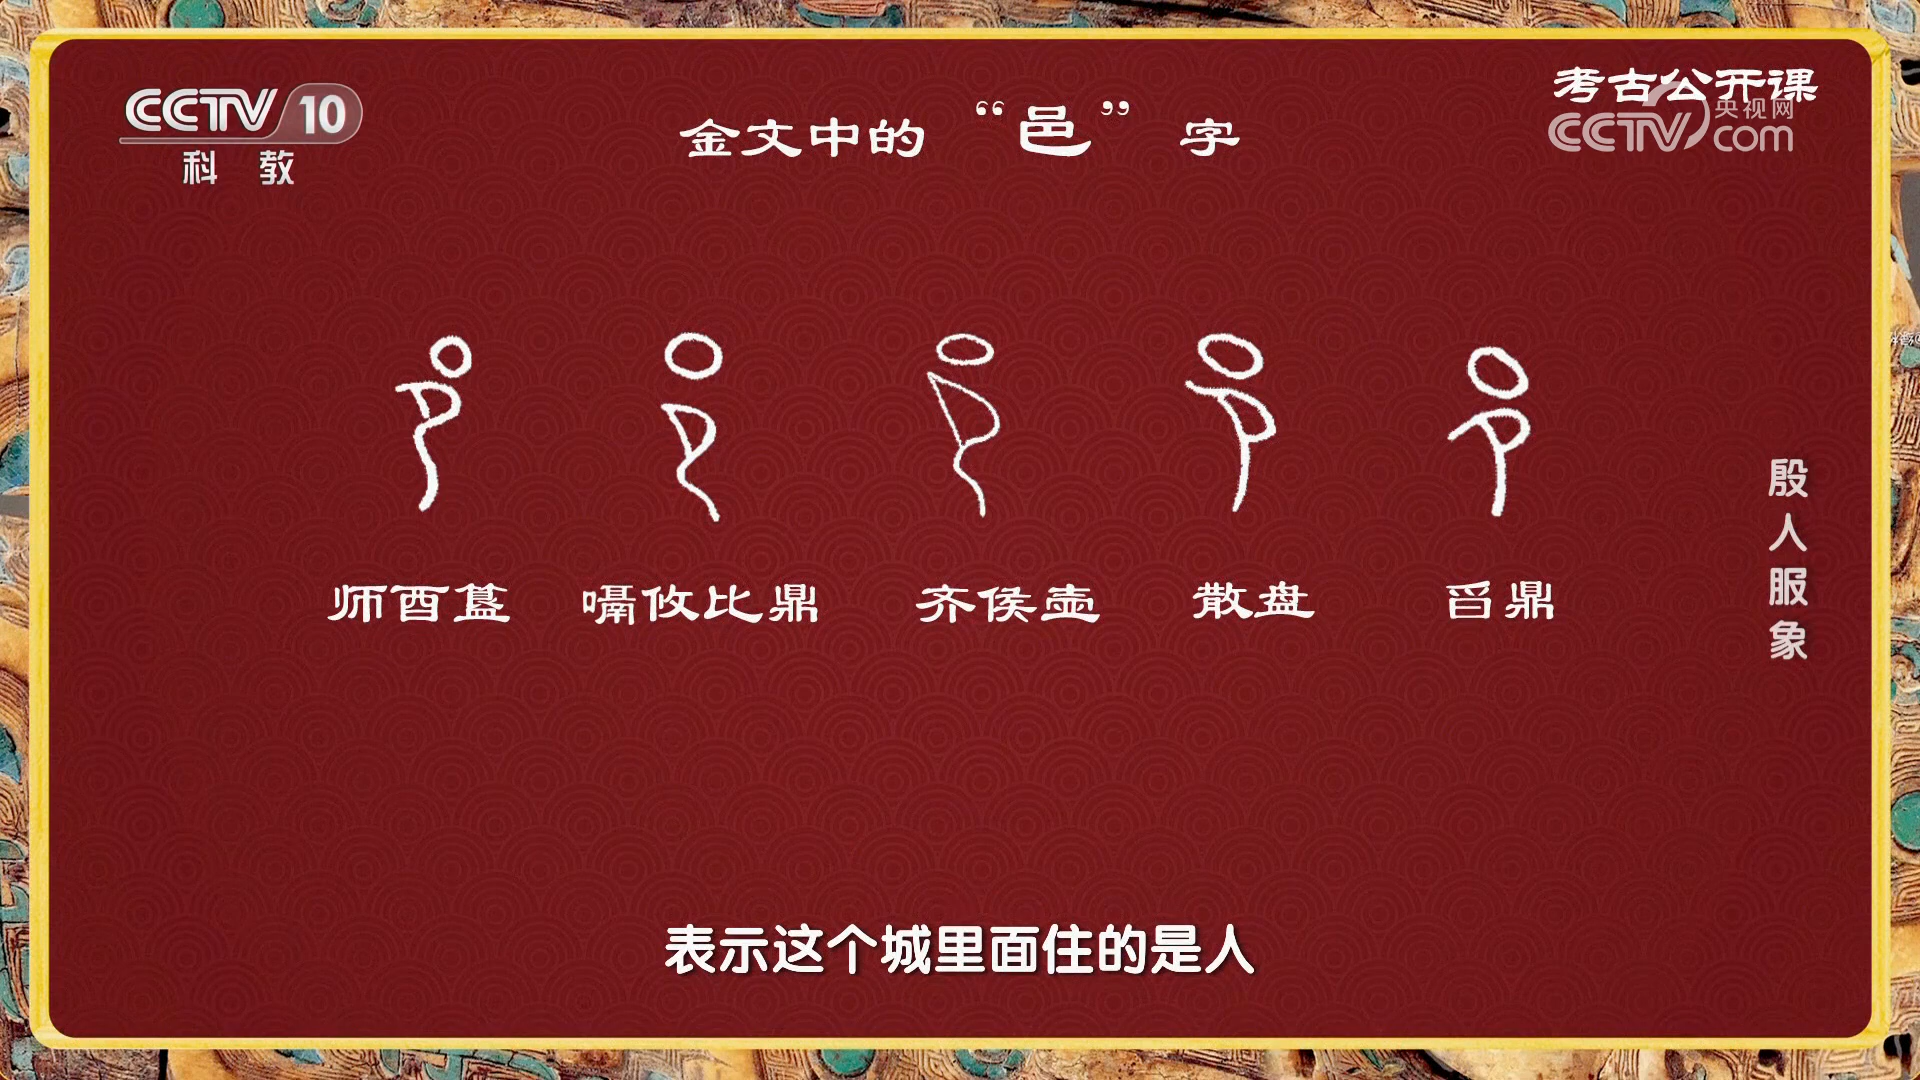 CCTV 10
科 教
考古公开课
央视网
CCTV.com
金文中的“邑”字
师酉簋 嗝攸比鼎 齐侯壶 散盘 舀鼎
殷人服象
表示这个城里面住的是人